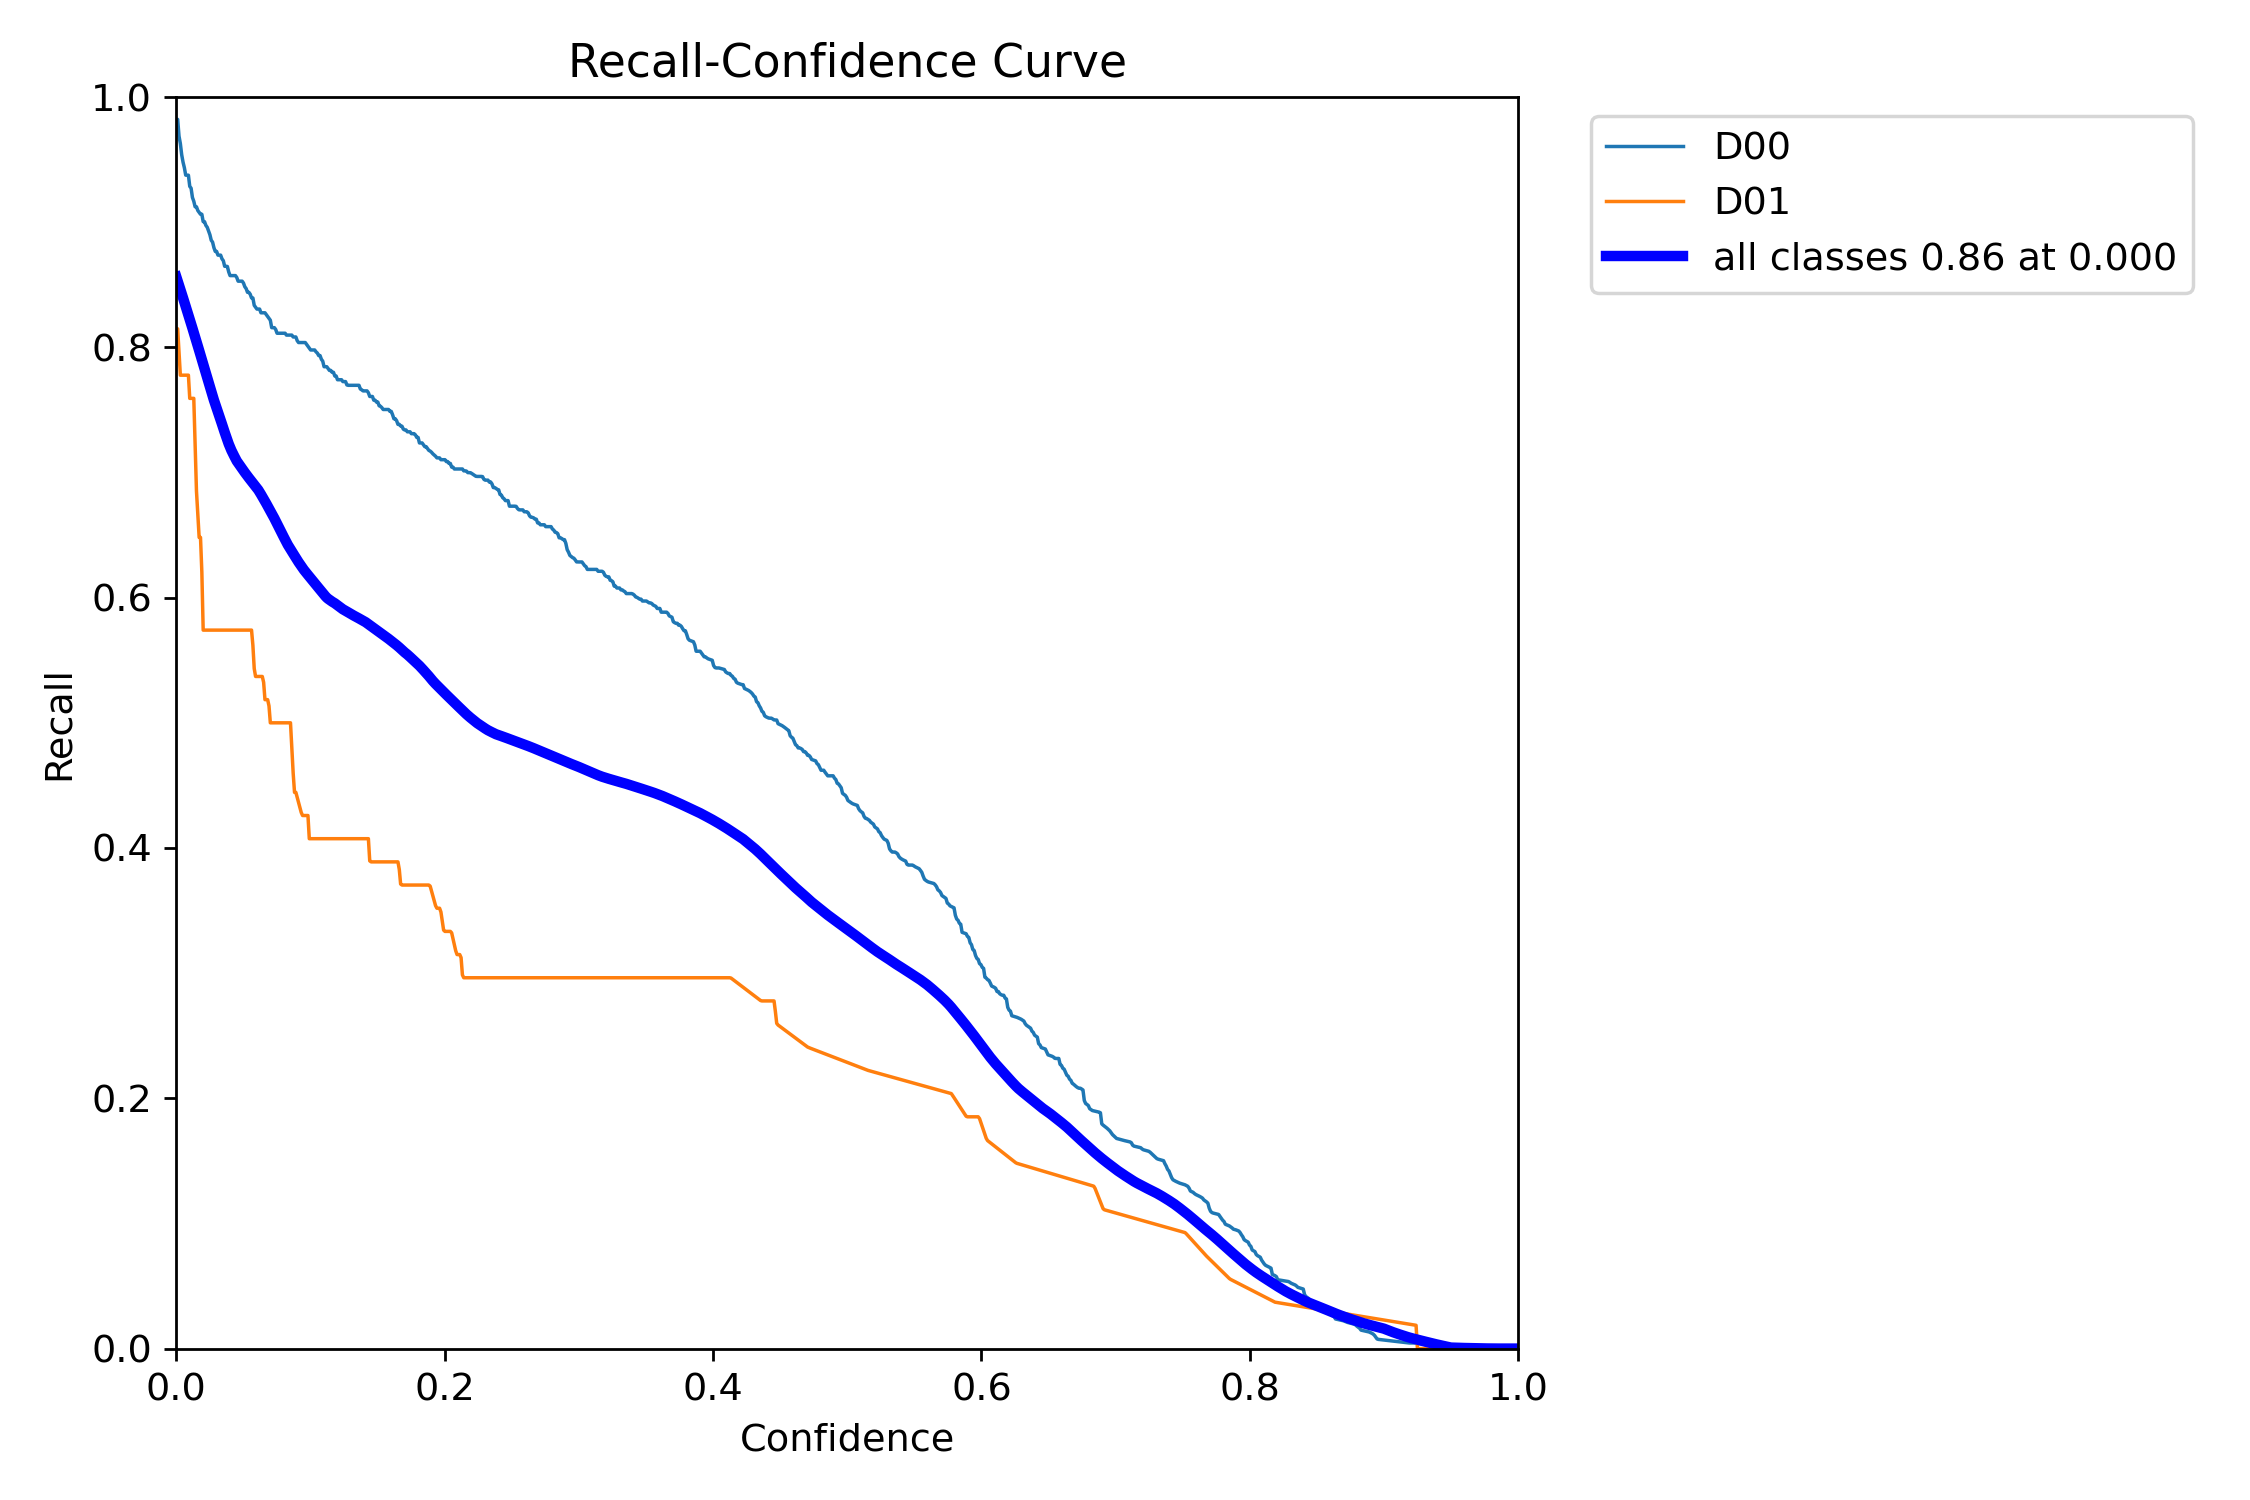 Recall-Confidence Curve
1.0
0.8
0.6
0.4
0.2
0.0
Recall
0.0 0.2 0.4 0.6 0.8 1.0
Confidence
D00
D01
all classes 0.86 at 0.000